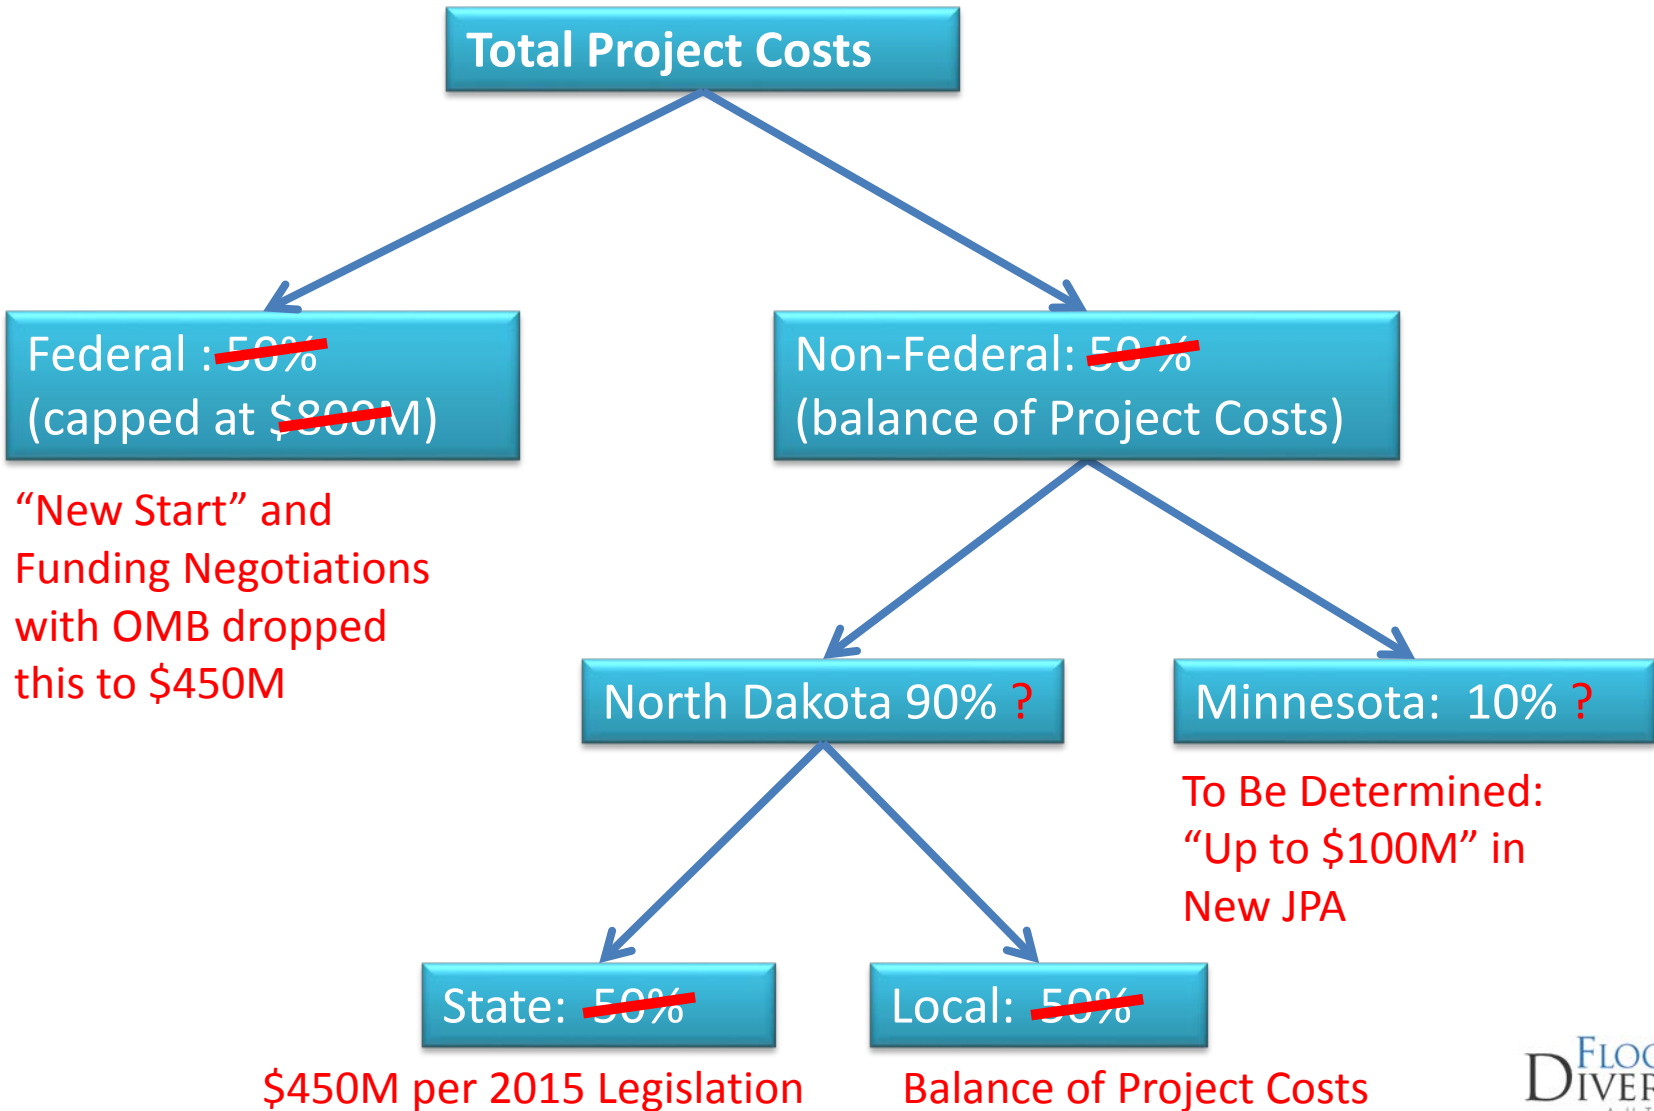 Total Project Costs
Federal : 50%
(capped at $800M)
Non-Federal: 50 %
(balance of Project Costs)
“New Start” and
Funding Negotiations
with OMB dropped
this to $450M
North Dakota 90% ?
Minnesota: 10% ?
To Be Determined:
“Up to $100M” in
New JPA
State: 50%
Local: 50%
$450M per 2015 Legislation
Balance of Project Costs